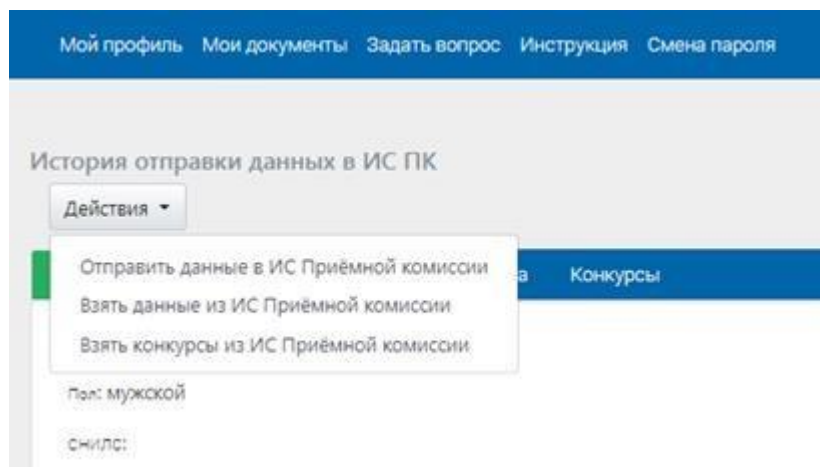 Мой профиль Мои документы Задать вопрос Инструкция Смена пароля
История отправки данных в ИС ПК
Действия
Отправить данные в ИС Приёмной комиссии
а Конкурсы
Взять данные из ИС Приёмной комиссии
Взять конкурсы из ИС Приёмной комиссии
Пол: мужской
СНИЛС: